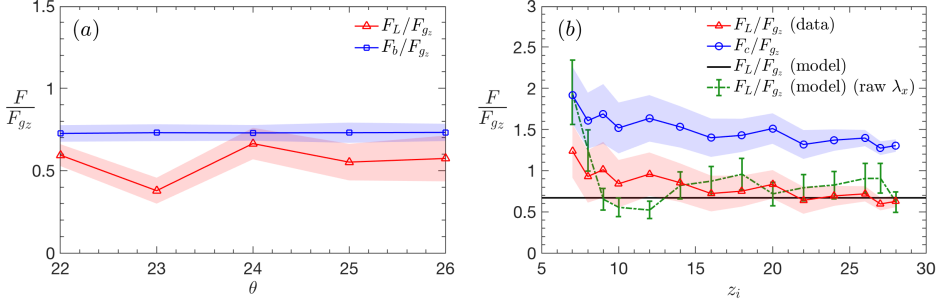 (a)
F_L/F_{g_z}
F_b/F_{g_z}
F/F_{g_z}
1.5
1
0.5
0
22 23 24 25 26
θ
(b)
F_L/F_{g_z} (data)
F_c/F_{g_z}
F_L/F_{g_z} (model)
F_L/F_{g_z} (model) (raw λ_x)
F/F_{g_z}
3
2.5
2
1.5
1
0.5
0
5 10 15 20 25 30
z_i